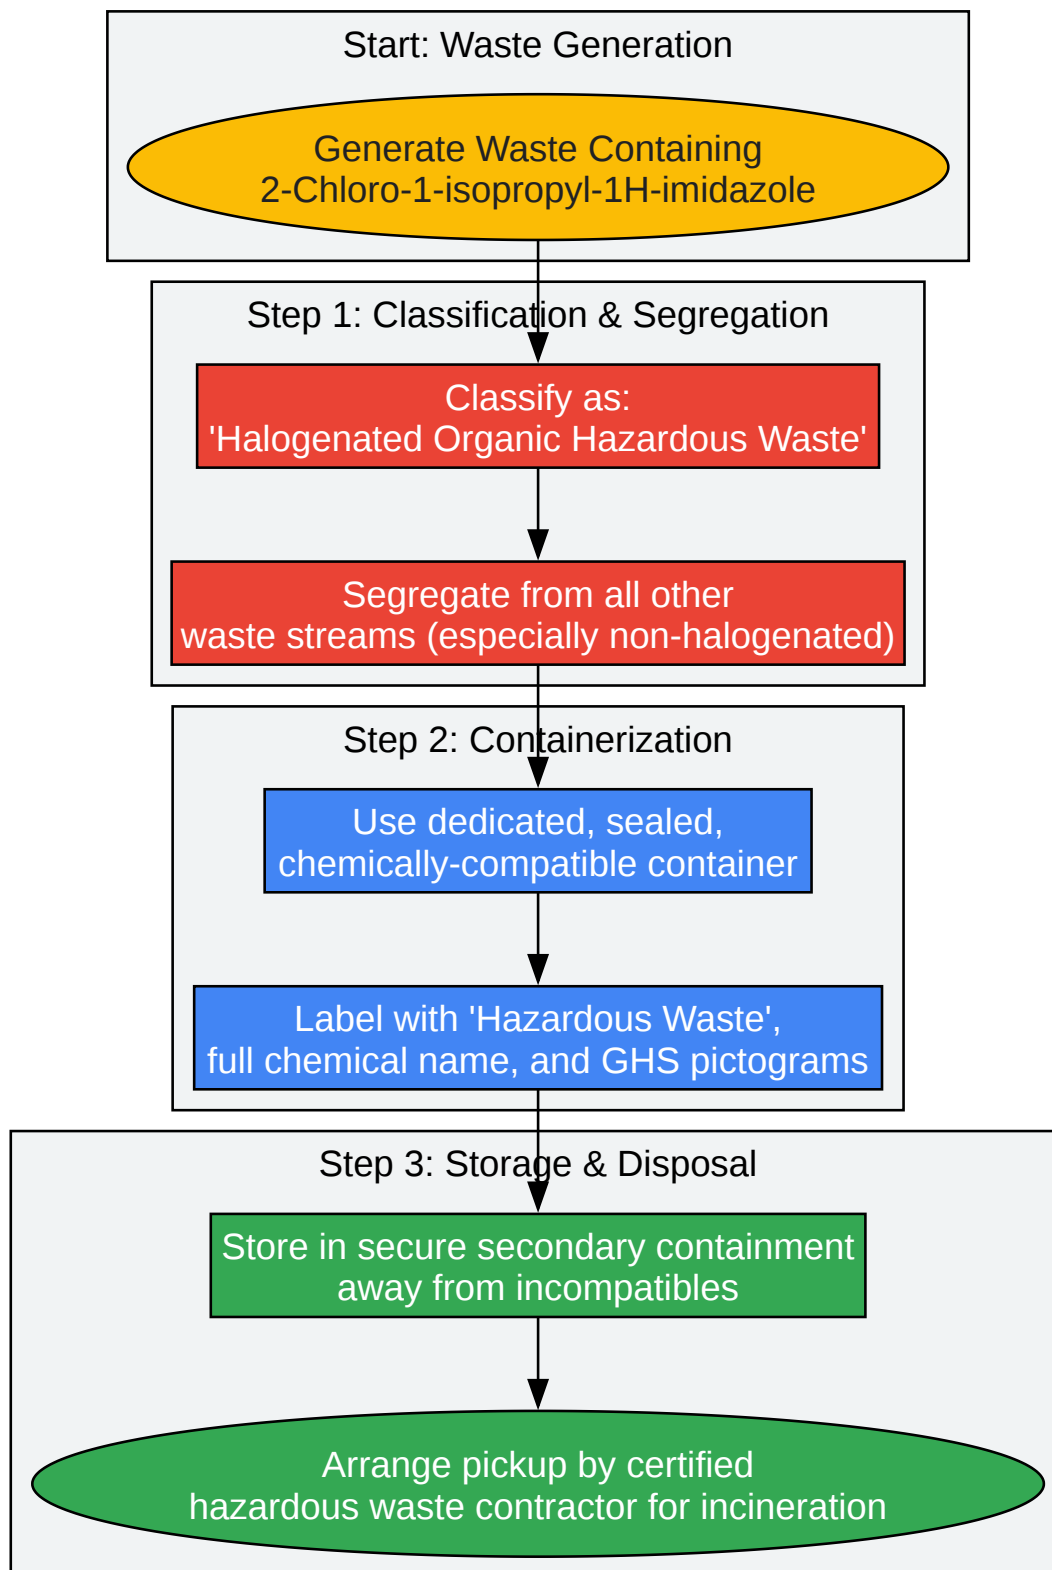 Start: Waste Generation
Generate Waste Containing
2-Chloro-1-isopropyl-1H-imidazole
Step 1: Classification & Segregation
Classify as:
'Halogenated Organic Hazardous Waste'
Segregate from all other
waste streams (especially non-halogenated)
Step 2: Containerization
Use dedicated, sealed,
chemically-compatible container
Label with 'Hazardous Waste',
full chemical name, and GHS pictograms
Step 3: Storage & Disposal
Store in secure secondary containment
away from incompatibles
Arrange pickup by certified
hazardous waste contractor for incineration